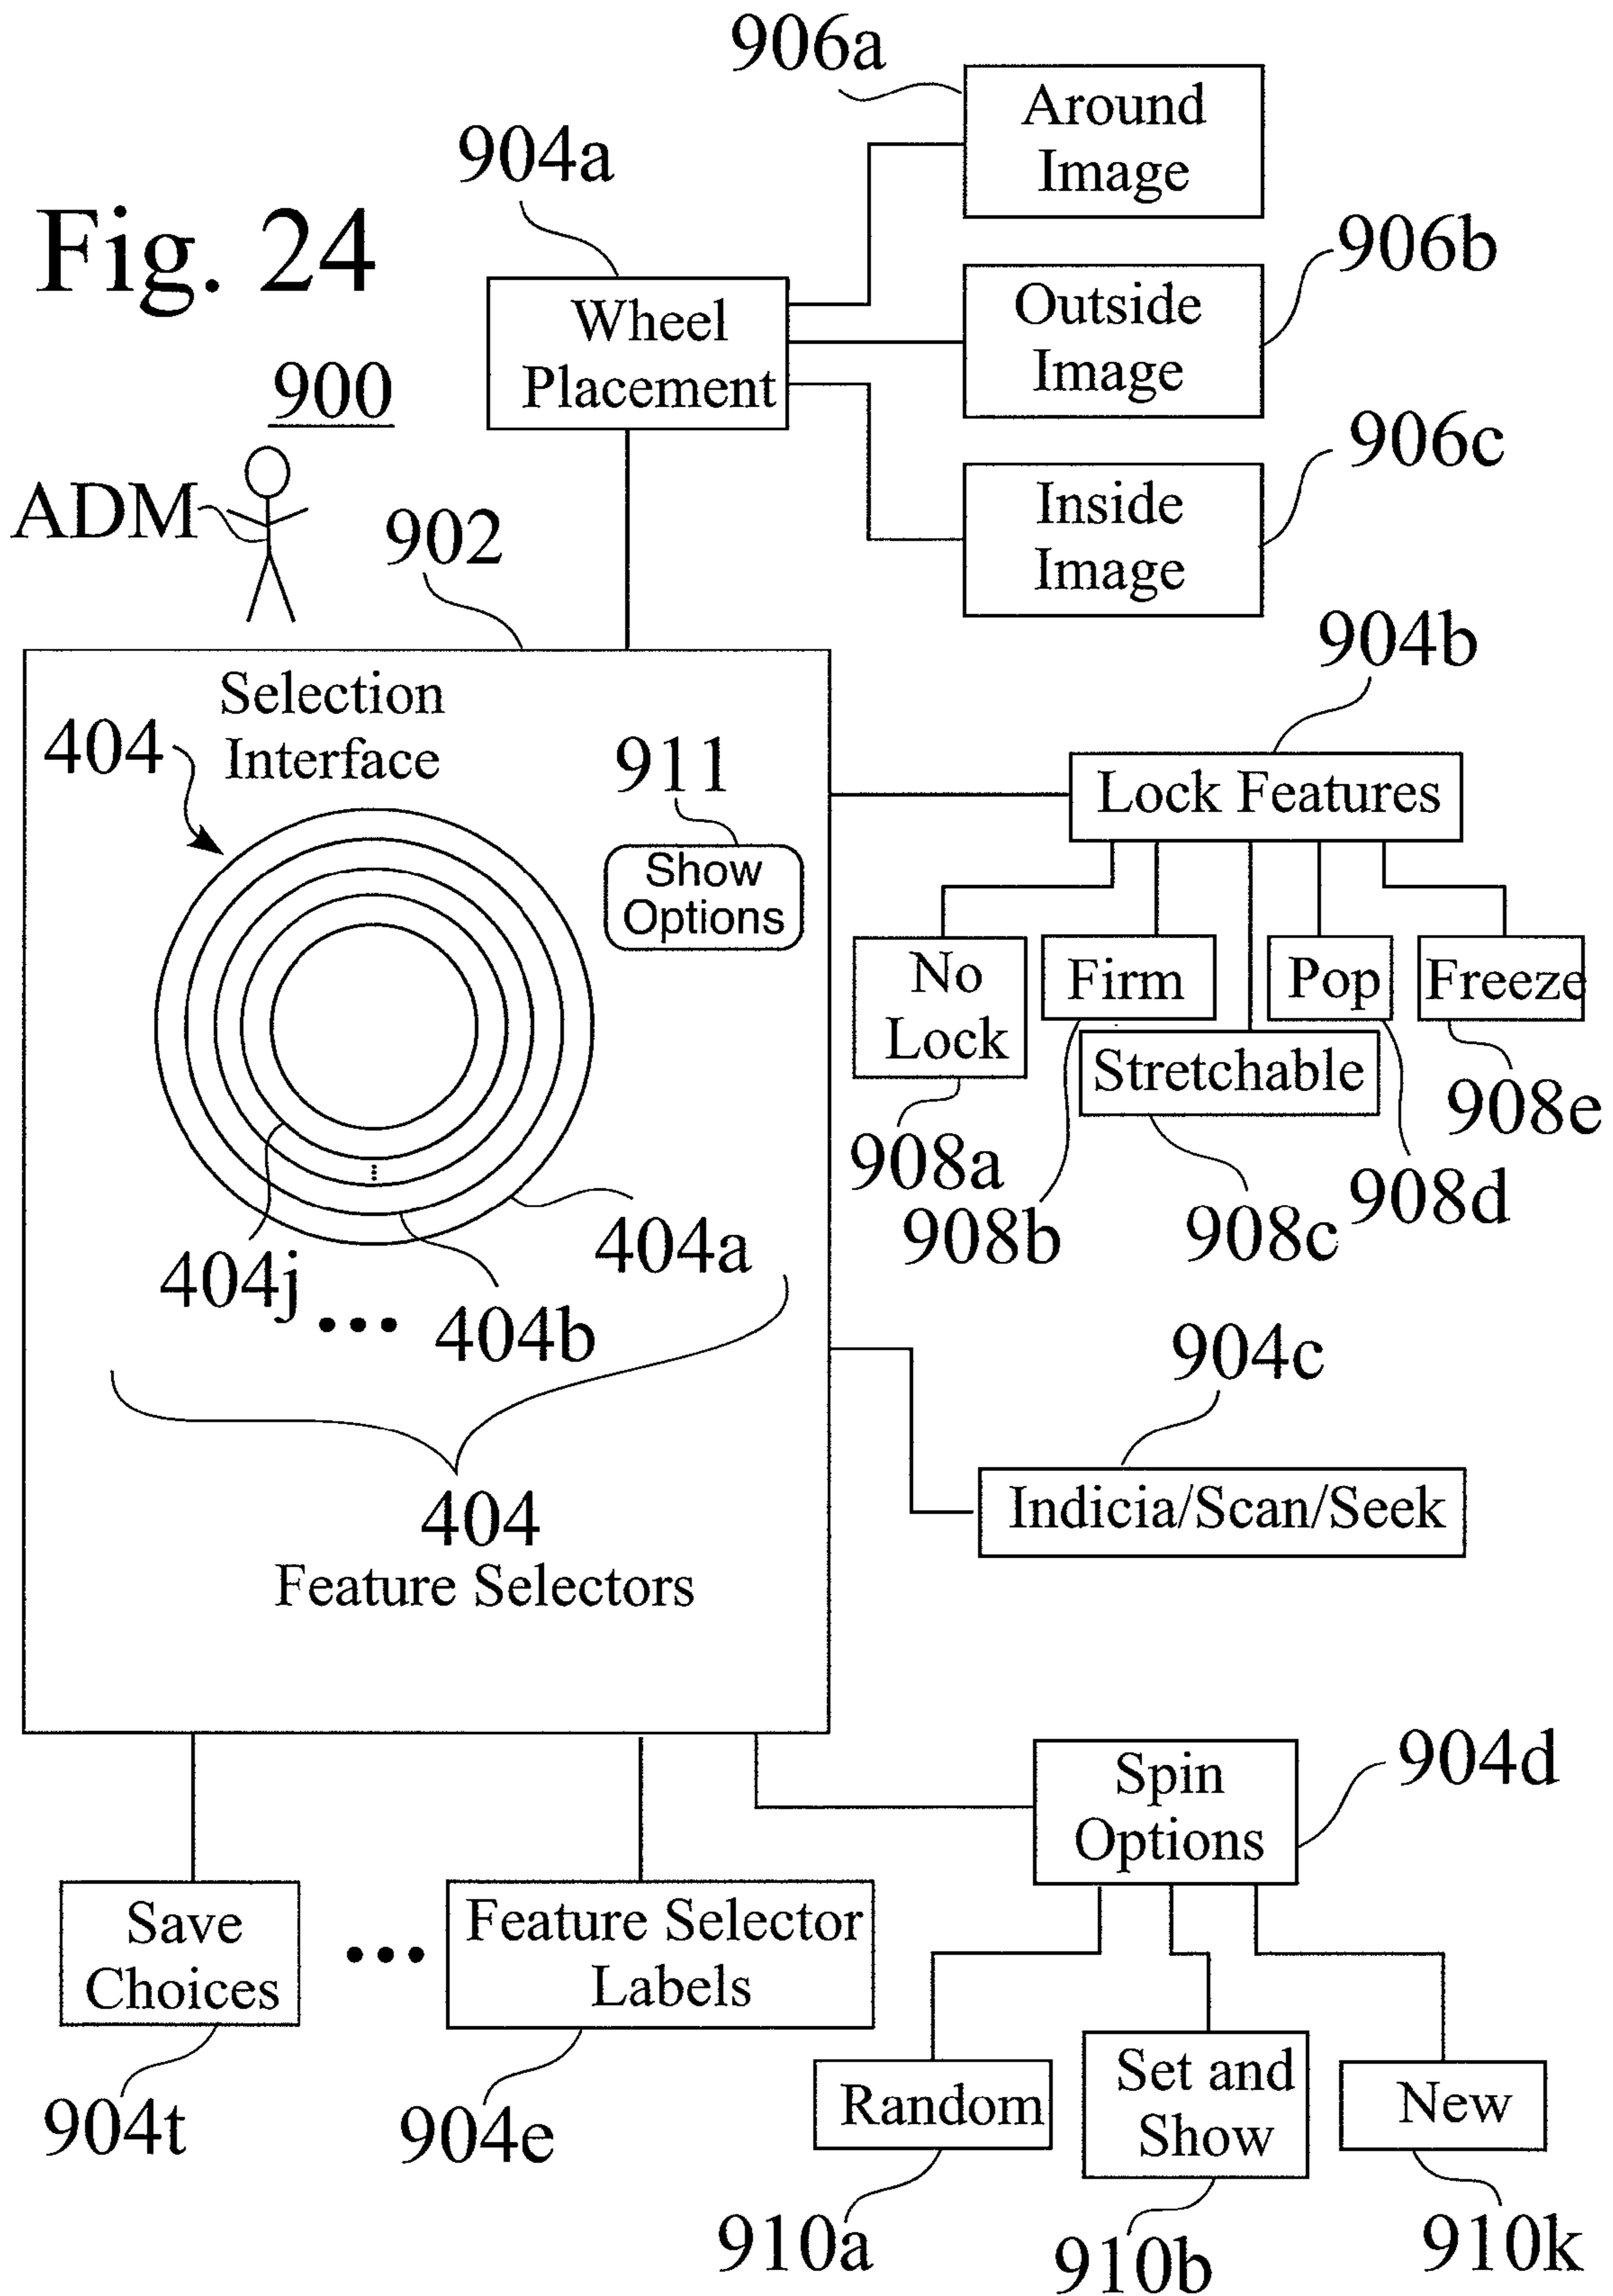 906a
Around
Image
904a
Fig. 24
906b
Wheel
Placement
Outside
Image
900
906c
ADM
902
Inside
Image
904b
Selection
Interface
404
911
Lock Features
Show
Options
No
Lock
Firm
Pop
Freeze
Stretchable
908a
908b
908c
908d
908e
404j
...
404b
404a
904c
404
Feature Selectors
Indicia/Scan/Seek
Spin
Options
904d
Save
Choices
...
Feature Selector
Labels
904t
904e
Random
Set and
Show
New
910a
910b
910k